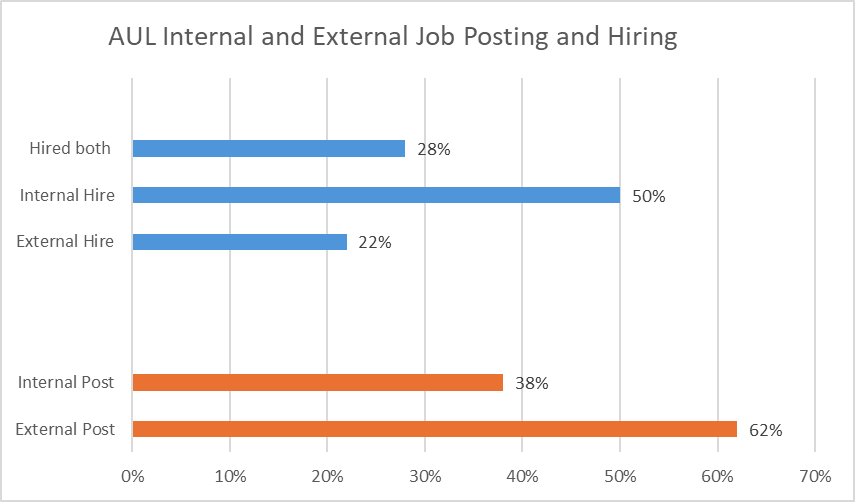 AUL Internal and External Job Posting and Hiring
Hired both 28%
Internal Hire 50%
External Hire 22%
Internal Post 38%
External Post 62%
0% 10% 20% 30% 40% 50% 60% 70%